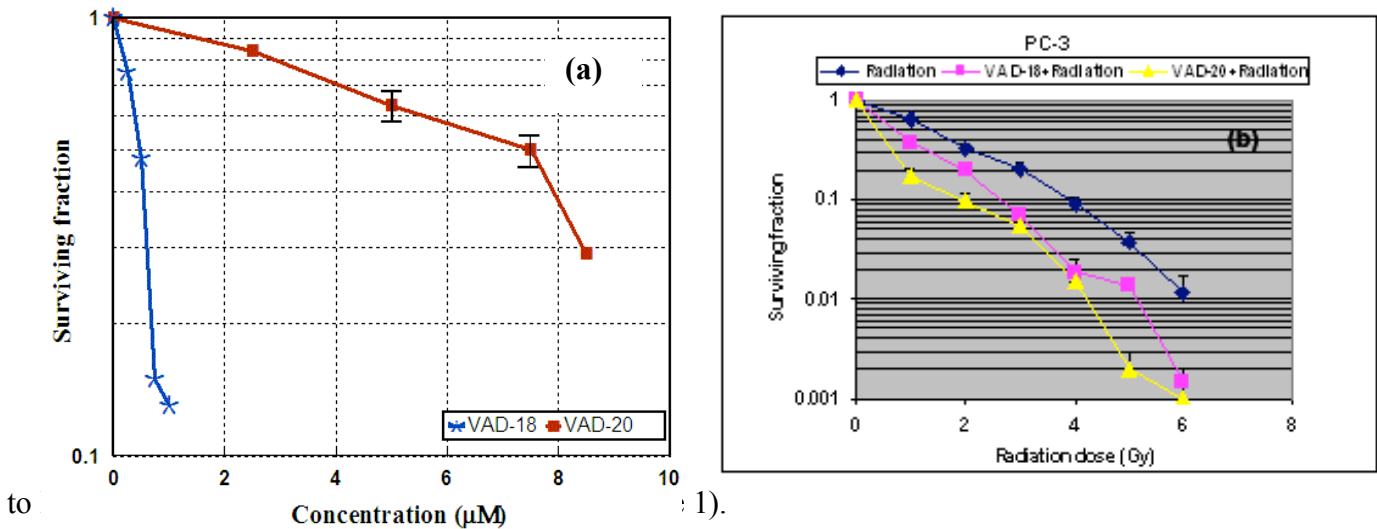 1
(a)
Surviving fraction
0.1
VAD-18 VAD-20
0 2 4 6 8 10
Concentration (µM)
PC-3
Radiation VAD-18+Radiation VAD-20+Radiation
1
(b)
0.1
Surviving fraction
0.01
0.001
0 2 4 6 8
Radiation dose (Gy)
to 1).